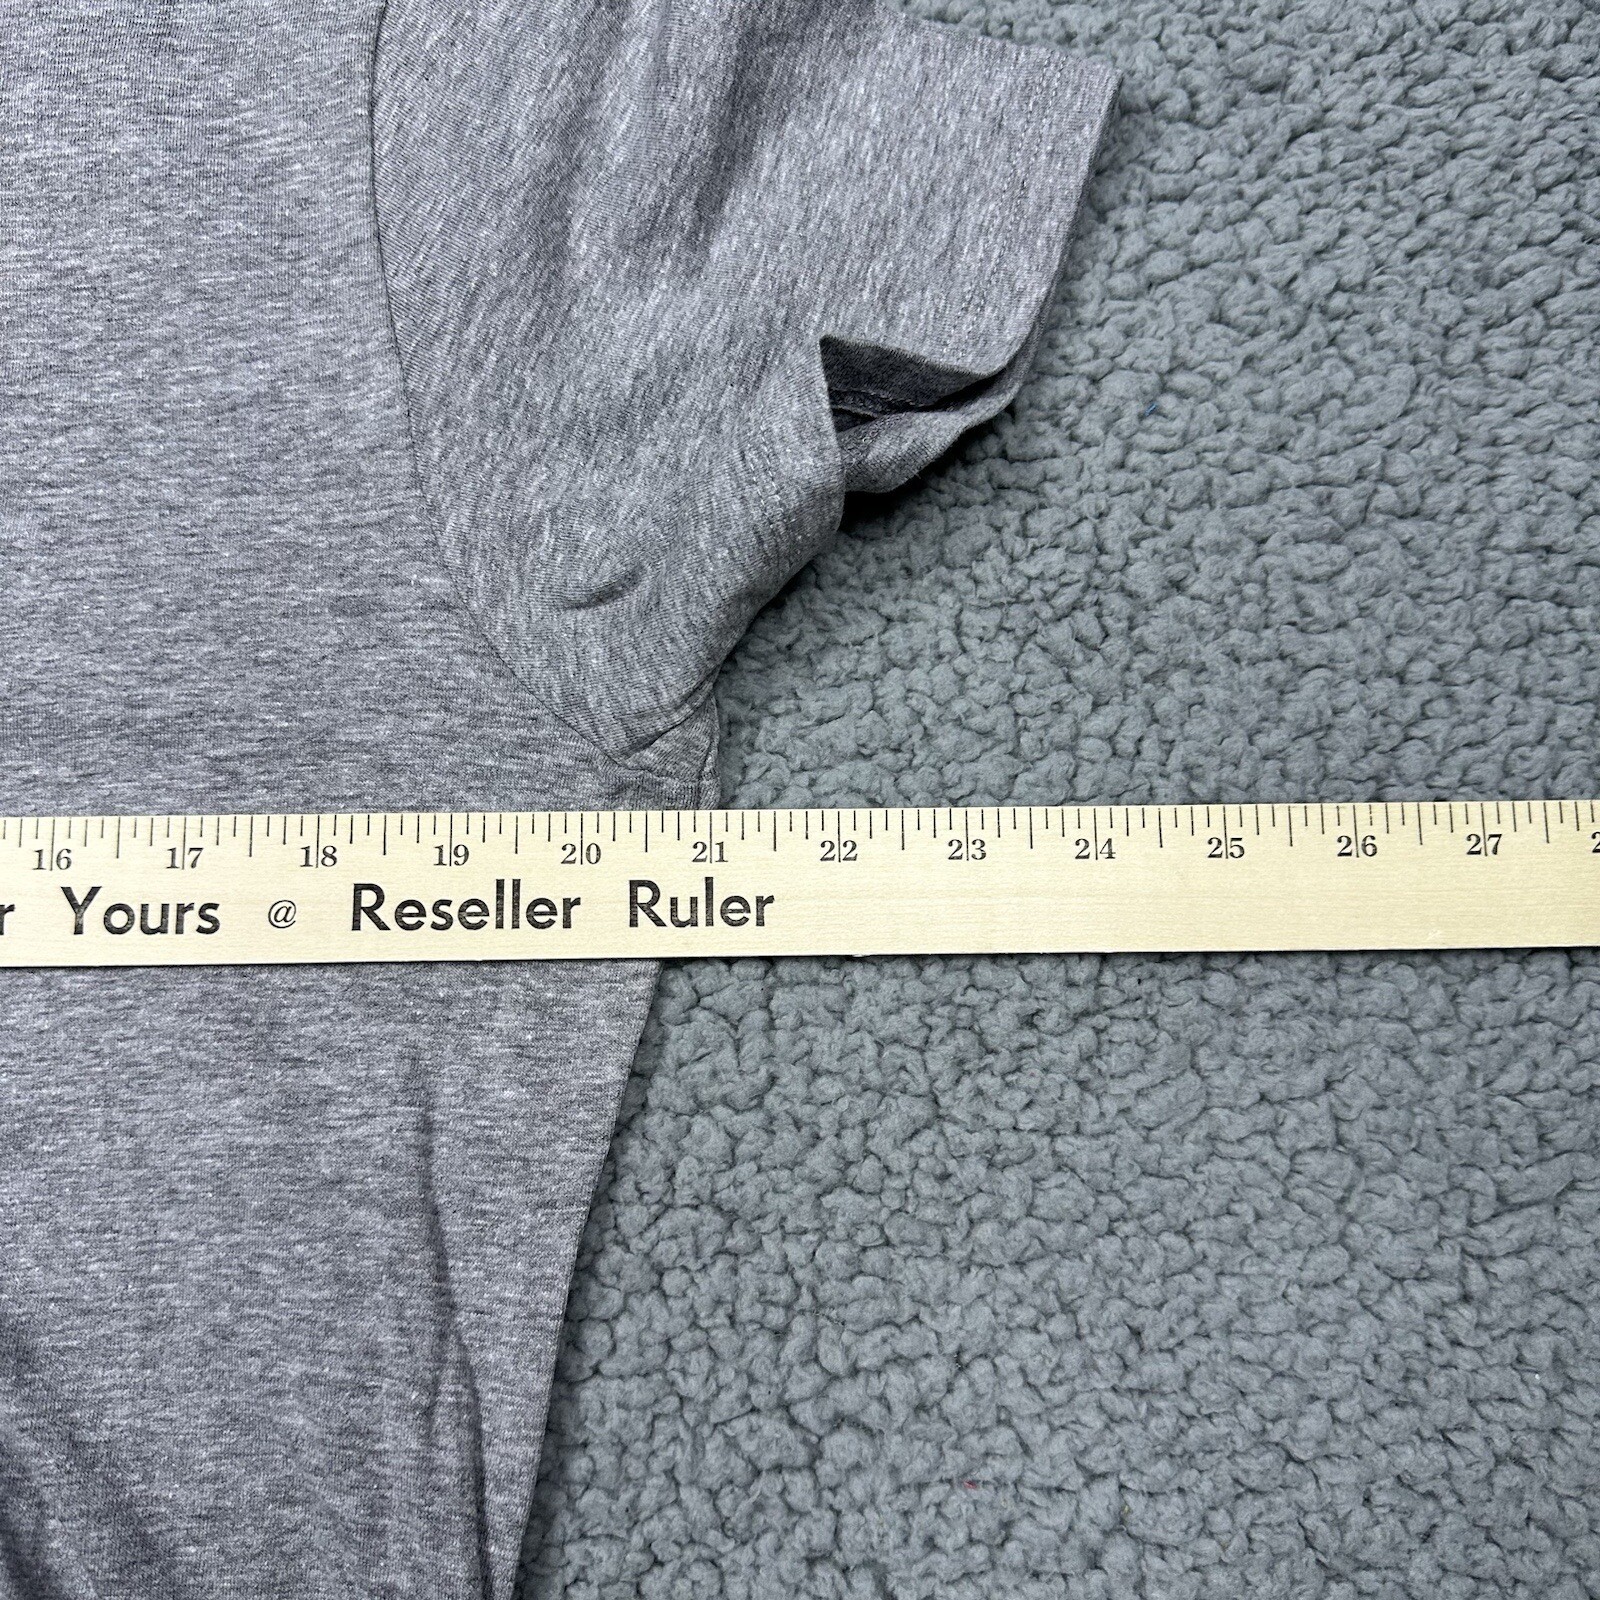 16 17 18 19 20 21 22 23 24 25 26 27
Yours @ Reseller Ruler